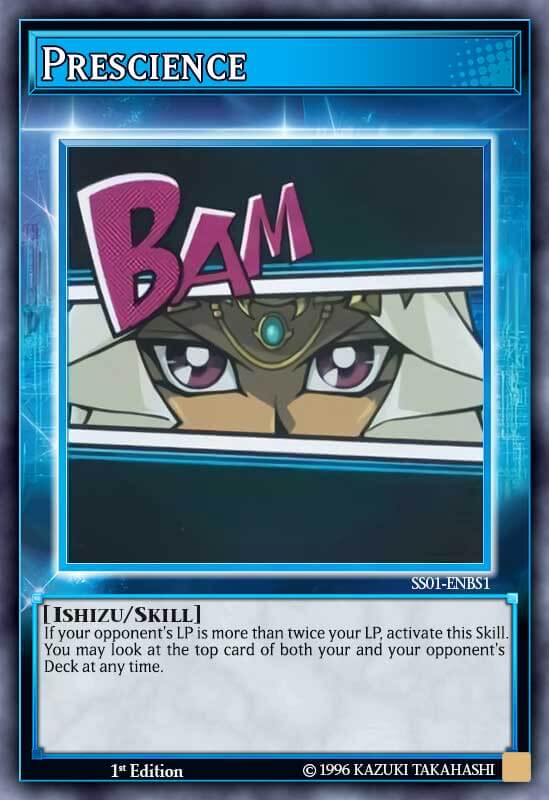 PRESCIENCE
BAM
SS01-ENBS1
[ISHIZU/SKILL]
If your opponent's LP is more than twice your LP, activate this Skill.
You may look at the top card of both your and your opponent's
Deck at any time.
1st Edition
© 1996 KAZUKI TAKAHASHI